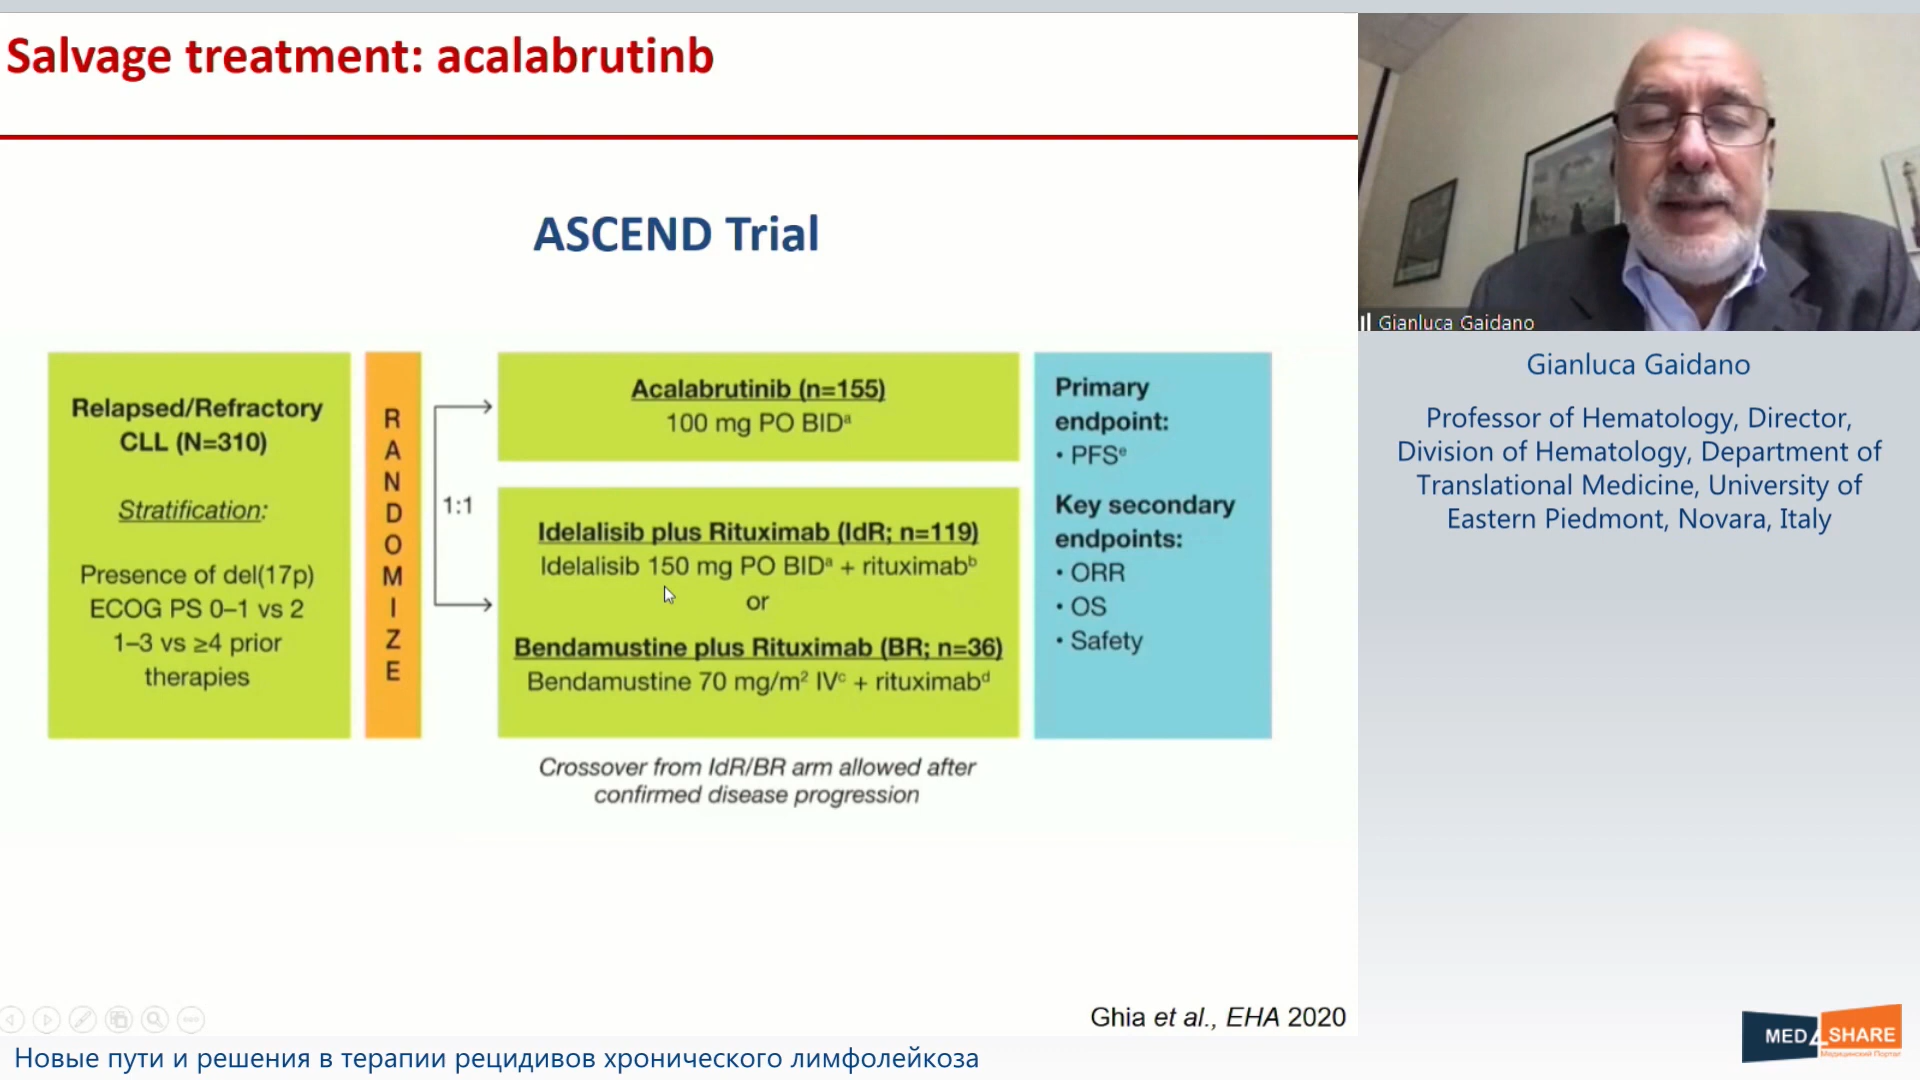 Salvage treatment: acalabrutinb
ASCEND Trial
Relapsed/Refractory
CLL (N=310)
Stratification:
Presence of del(17p)
ECOG PS 0–1 vs 2
1–3 vs ≥4 prior
therapies
RANDOMIZE
1:1
Acalabrutinib (n=155)
100 mg PO BIDᵃ
Idelalisib plus Rituximab (IdR; n=119)
Idelalisib 150 mg PO BIDᵃ + rituximabᵇ
or
Bendamustine plus Rituximab (BR; n=36)
Bendamustine 70 mg/m² IVᶜ + rituximabᵈ
Crossover from IdR/BR arm allowed after
confirmed disease progression
Primary
endpoint:
• PFSᵉ
Key secondary
endpoints:
• ORR
• OS
• Safety
Ghia et al., EHA 2020
Gianluca Gaidano
Gianluca Gaidano
Professor of Hematology, Director,
Division of Hematology, Department of
Translational Medicine, University of
Eastern Piedmont, Novara, Italy
Новые пути и решения в терапии рецидивов хронического лимфолейкоза
MED4SHARE
Медицинский Портал